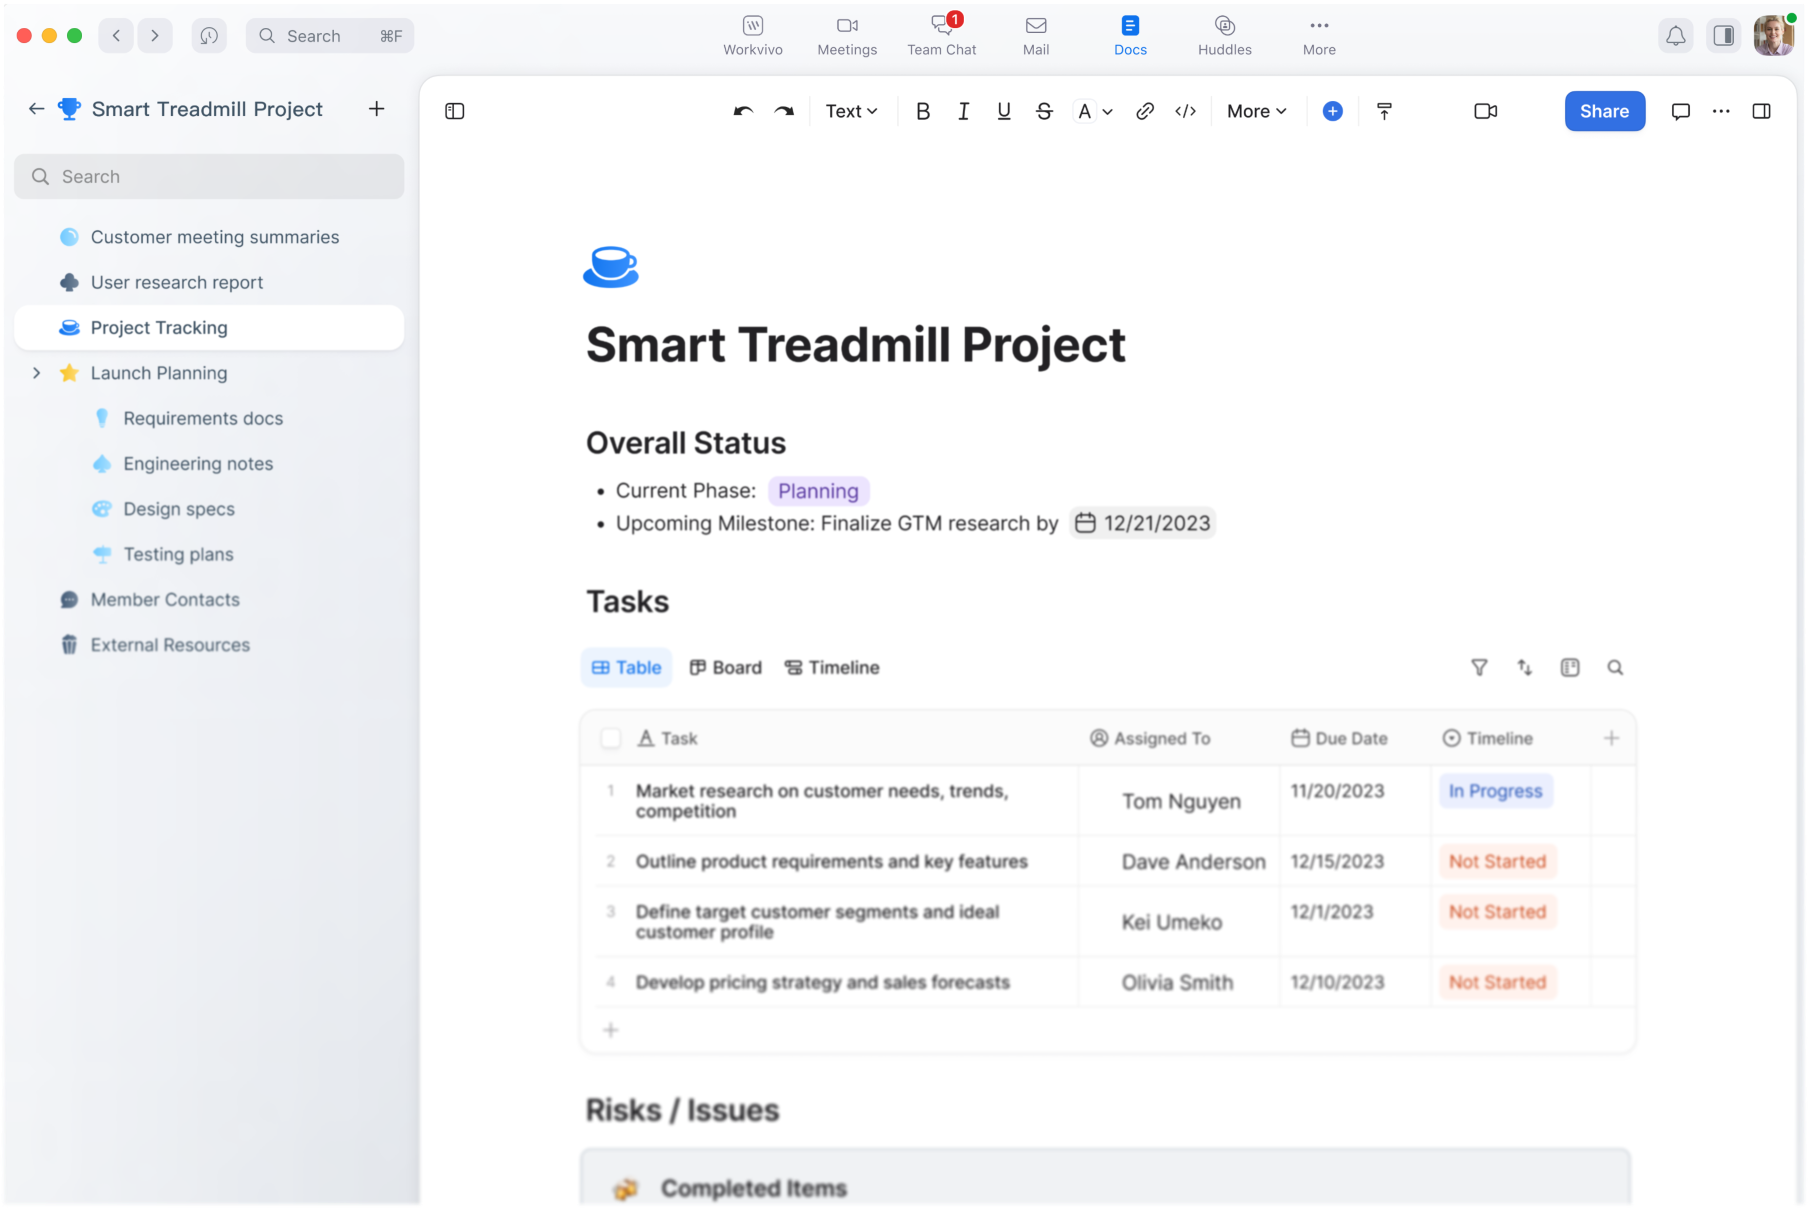 Search ⌘F
Workvivo
Meetings
1
Team Chat
Mail
Docs
Huddles
More
Smart Treadmill Project
Search
Customer meeting summaries
User research report
Project Tracking
Launch Planning
Requirements docs
Engineering notes
Design specs
Testing plans
Member Contacts
External Resources
Text B I U S A </> More Share
Smart Treadmill Project
Overall Status
• Current Phase: Planning
• Upcoming Milestone: Finalize GTM research by 12/21/2023
Tasks
Table Board Timeline
Task Assigned To Due Date Timeline
1 Market research on customer needs, trends,
competition
Tom Nguyen 11/20/2023 In Progress
2 Outline product requirements and key features Dave Anderson 12/15/2023 Not Started
3 Define target customer segments and ideal
customer profile
Kei Umeko 12/1/2023 Not Started
4 Develop pricing strategy and sales forecasts Olivia Smith 12/10/2023 Not Started
Risks / Issues
Completed Items